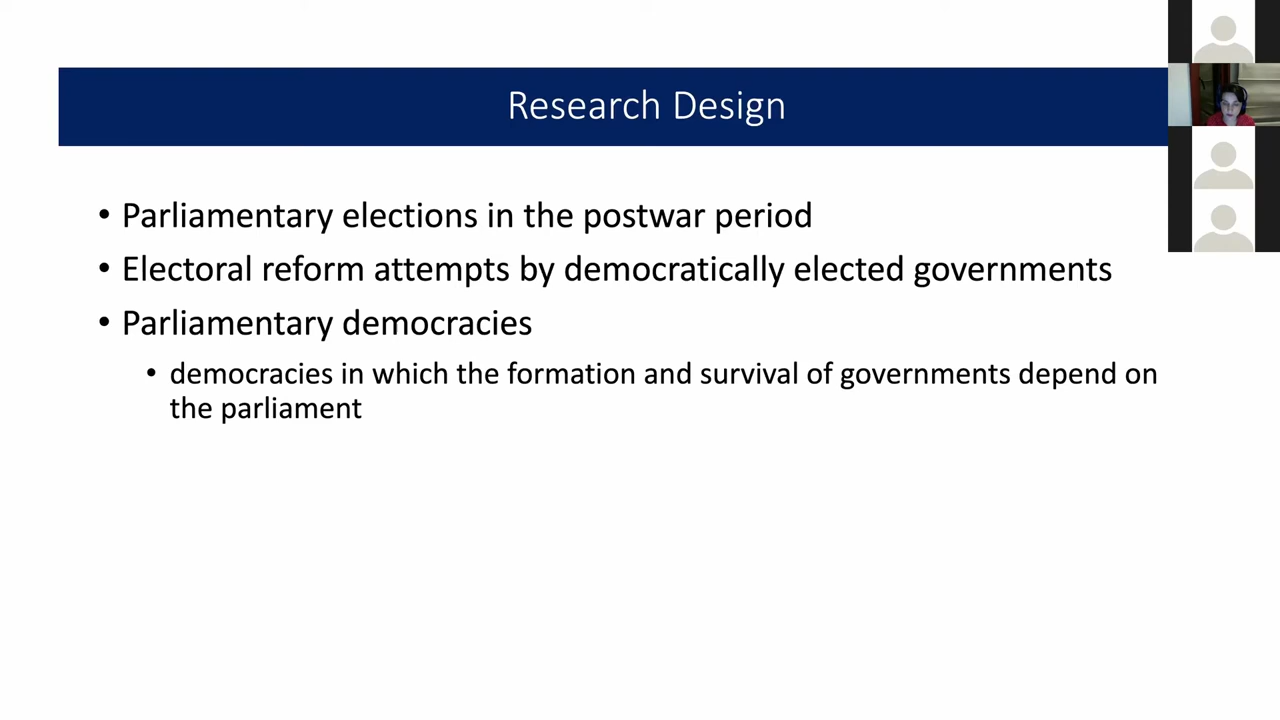 Research Design
• Parliamentary elections in the postwar period
• Electoral reform attempts by democratically elected governments
• Parliamentary democracies
• democracies in which the formation and survival of governments depend on
the parliament